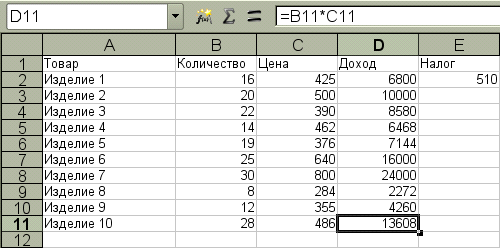 D11 =B11*C11
A B C D E
1 Товар Количество Цена Доход Налог
2 Изделие 1 16 425 6800 510
3 Изделие 2 20 500 10000
4 Изделие 3 22 390 8580
5 Изделие 4 14 462 6468
6 Изделие 5 19 376 7144
7 Изделие 6 25 640 16000
8 Изделие 7 30 800 24000
9 Изделие 8 8 284 2272
10 Изделие 9 12 355 4260
11 Изделие 10 28 486 13608
12